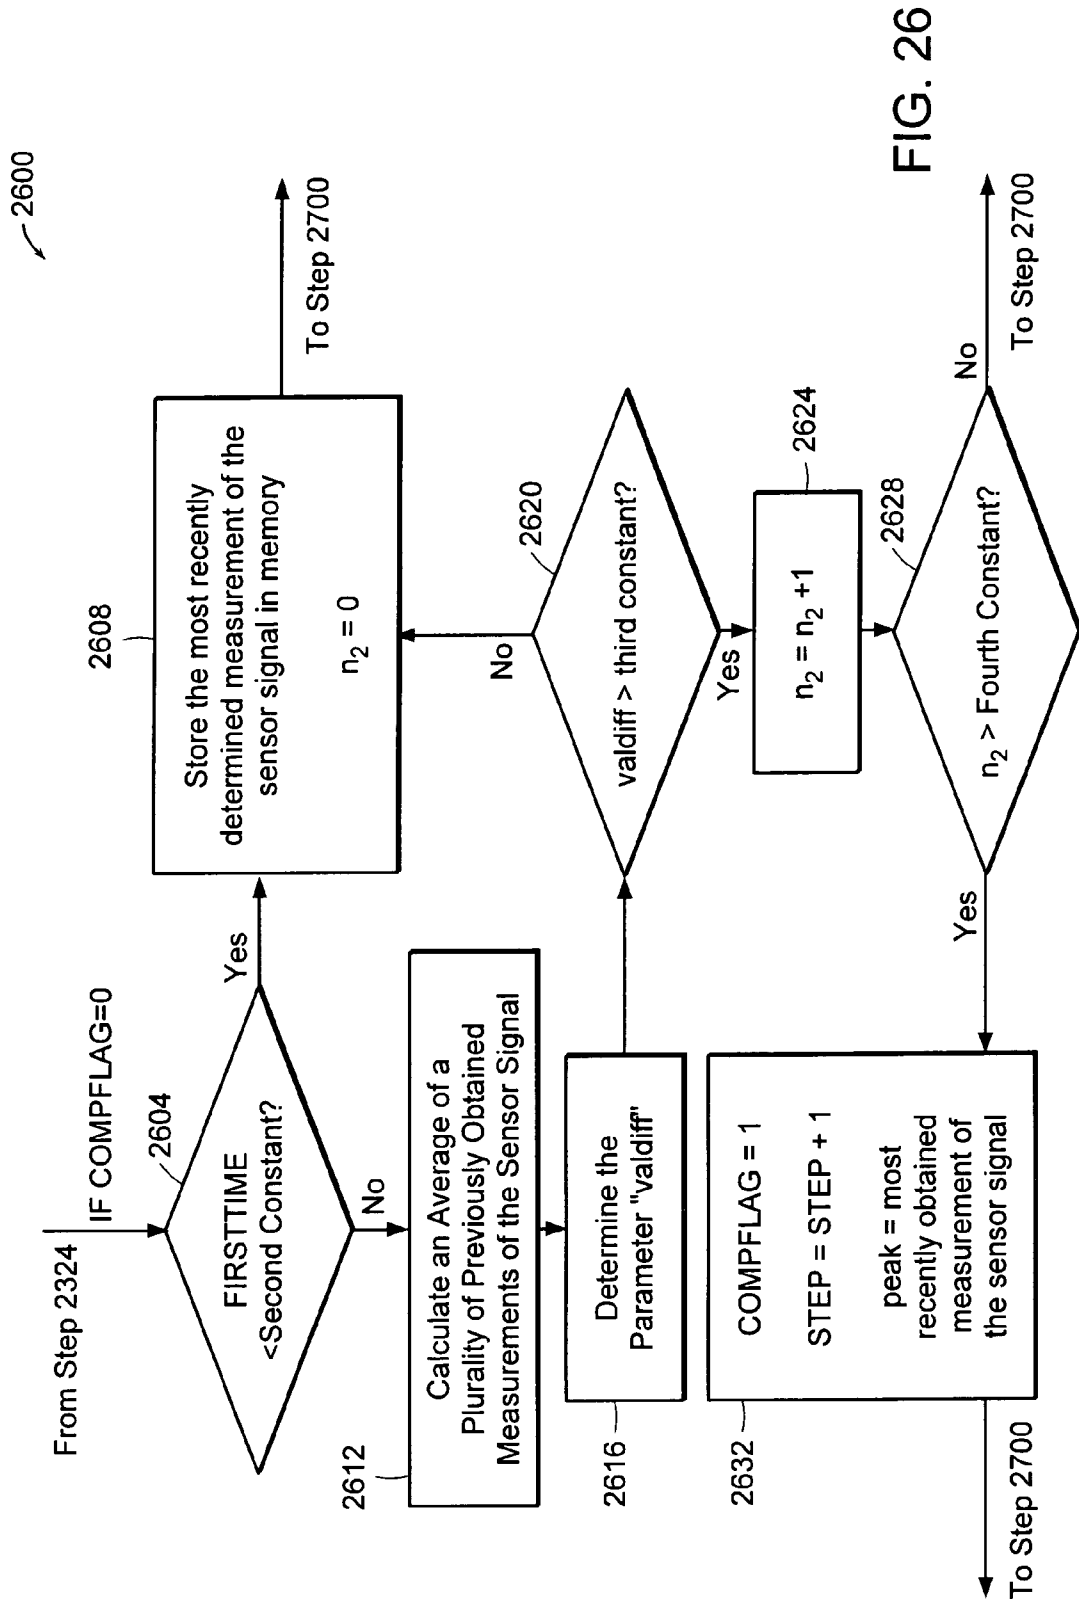 2600
From Step 2324
IF COMPFLAG=0
2604
FIRSTTIME
<Second Constant?
Yes
No
2608
Store the most recently
determined measurement of the
sensor signal in memory
n₂ = 0
To Step 2700
2612
Calculate an Average of a
Plurality of Previously Obtained
Measurements of the Sensor Signal
2616
Determine the
Parameter "valdiff"
2620
valdiff > third constant?
No
Yes
2624
n₂ = n₂ +1
2628
n₂ > Fourth Constant?
No
To Step 2700
Yes
2632
COMPFLAG = 1
STEP = STEP + 1
peak = most
recently obtained
measurement of
the sensor signal
To Step 2700
FIG. 26